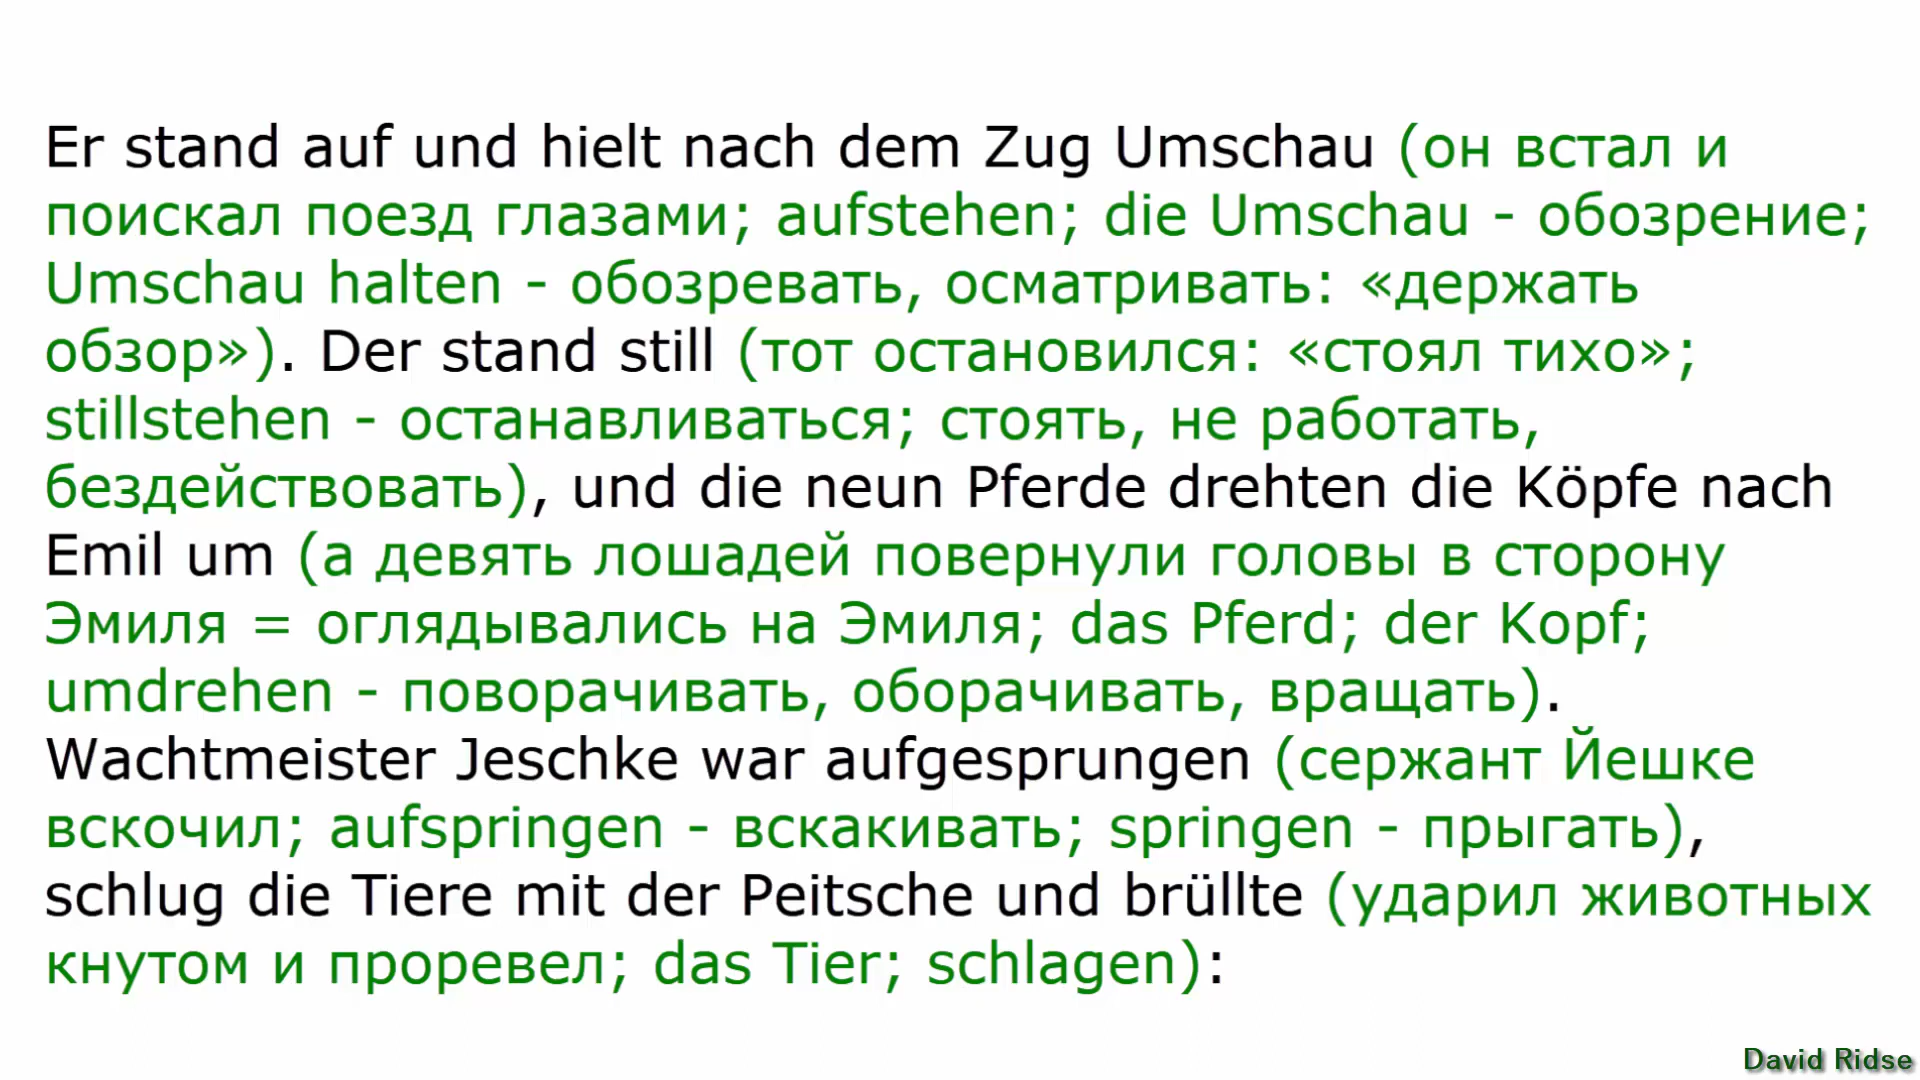 Er stand auf und hielt nach dem Zug Umschau (он встал и
поискал поезд глазами; aufstehen; die Umschau - обозрение;
Umschau halten - обозревать, осматривать: «держать
обзор»). Der stand still (тот остановился: «стоял тихо»;
stillstehen - останавливаться; стоять, не работать,
бездействовать), und die neun Pferde drehten die Köpfe nach
Emil um (а девять лошадей повернули головы в сторону
Эмиля = оглядывались на Эмиля; das Pferd; der Kopf;
umdrehen - поворачивать, оборачивать, вращать).
Wachtmeister Jeschke war aufgesprungen (сержант Йешке
вскочил; aufspringen - вскакивать; springen - прыгать),
schlug die Tiere mit der Peitsche und brüllte (ударил животных
кнутом и проревел; das Tier; schlagen):
David Ridse